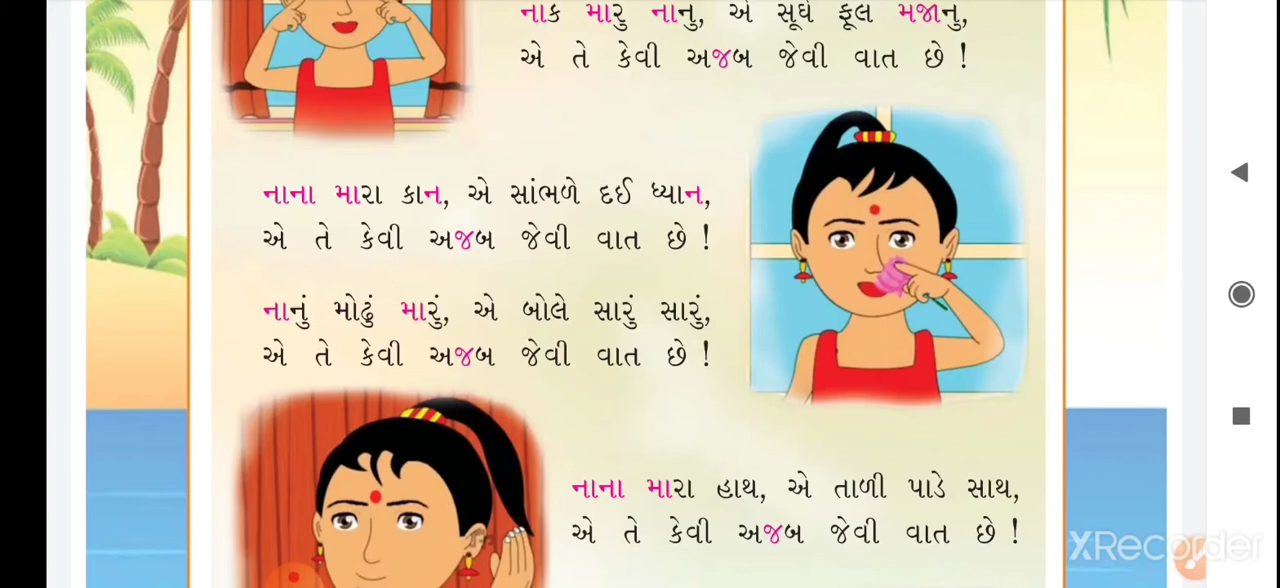 નાક મારુ નાનુ, એ સૂંઘે ફૂલ મજાનુ,
એ તે કેવી અજબ જેવી વાત છે !
નાના મારા કાન, એ સાંભળે દઈ ધ્યાન,
એ તે કેવી અજબ જેવી વાત છે !
નાનું મોઢું મારું, એ બોલે સારું સારું,
એ તે કેવી અજબ જેવી વાત છે !
નાના મારા હાથ, એ તાળી પાડે સાથ,
એ તે કેવી અજબ જેવી વાત છે !
XRecorder